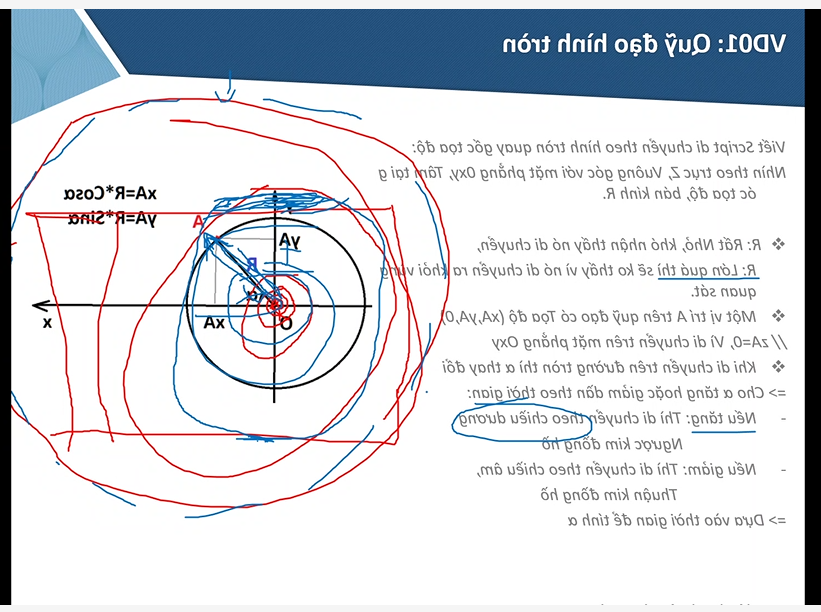 VD01: Quỹ đạo hình tròn
Viết Script di chuyển theo hình tròn quay gốc tọa độ:
Nhìn theo trục Z, Vuông góc với mặt phẳng Oxy, Tâm tại g
ốc tọa độ, bán kính R.
❖ R: Rất Nhỏ, khó nhận thấy nó di chuyển,
R: Lớn quá thì sẽ ko thấy vì nó di chuyển ra khỏi vùng
quan sát.
❖ Một vị trí A trên quỹ đạo có Tọa độ (xA,yA,0)
// zA=0, Vì di chuyển trên mặt phẳng Oxy
❖ Khi di chuyển trên đường tròn thì α thay đổi
=> Cho α tăng hoặc giảm dần theo thời gian:
- Nếu tăng: Thì di chuyển theo chiều dương
Ngược kim đồng hồ
- Nếu giảm: Thì di chuyển theo chiều âm,
Thuận kim đồng hồ
=> Dựa vào thời gian để tính α
xA=R*Cosα
yA=R*Sinα
A
yA
R
α
O
xA
x